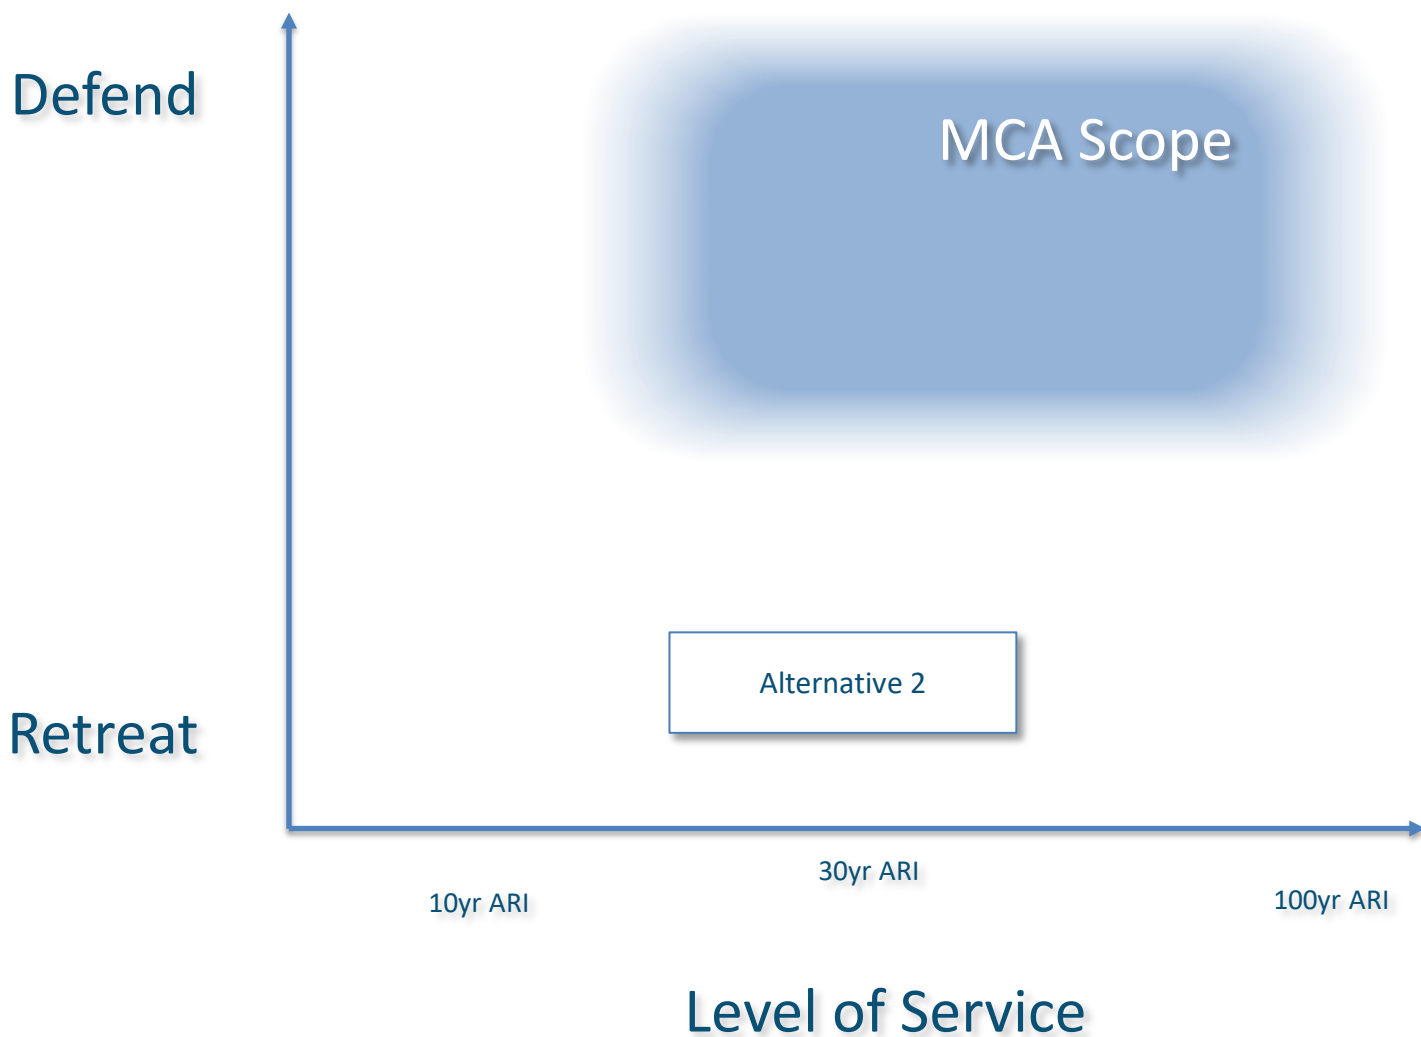 Defend
MCA Scope
Alternative 2
Retreat
30yr ARI
10yr ARI
100yr ARI
Level of Service